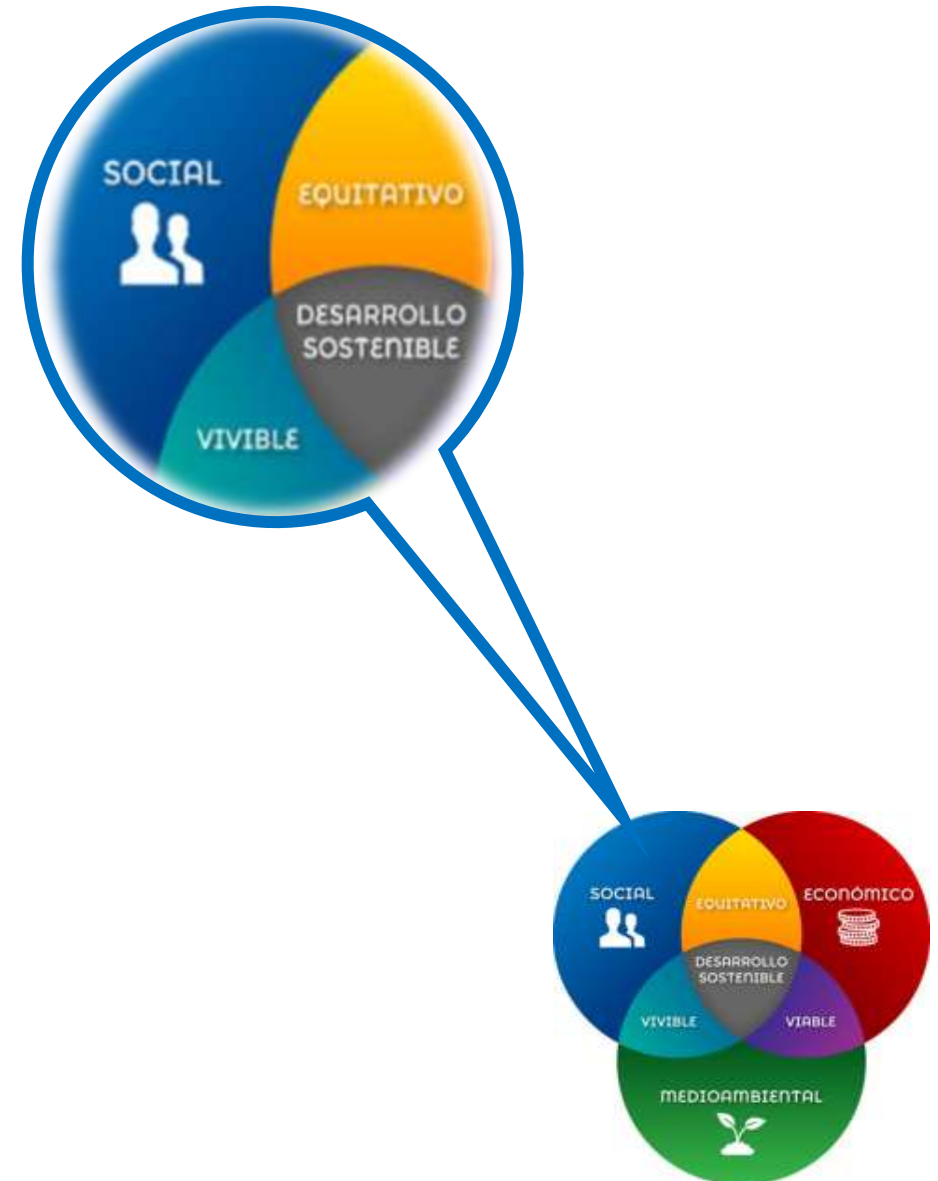 SOCIAL
EQUITATIVO
DESARROLLO
SOSTENIBLE
VIVIBLE
SOCIAL
EQUITATIVO
ECONÓMICO
DESARROLLO
SOSTENIBLE
VIVIBLE
VIABLE
MEDIOAMBIENTAL